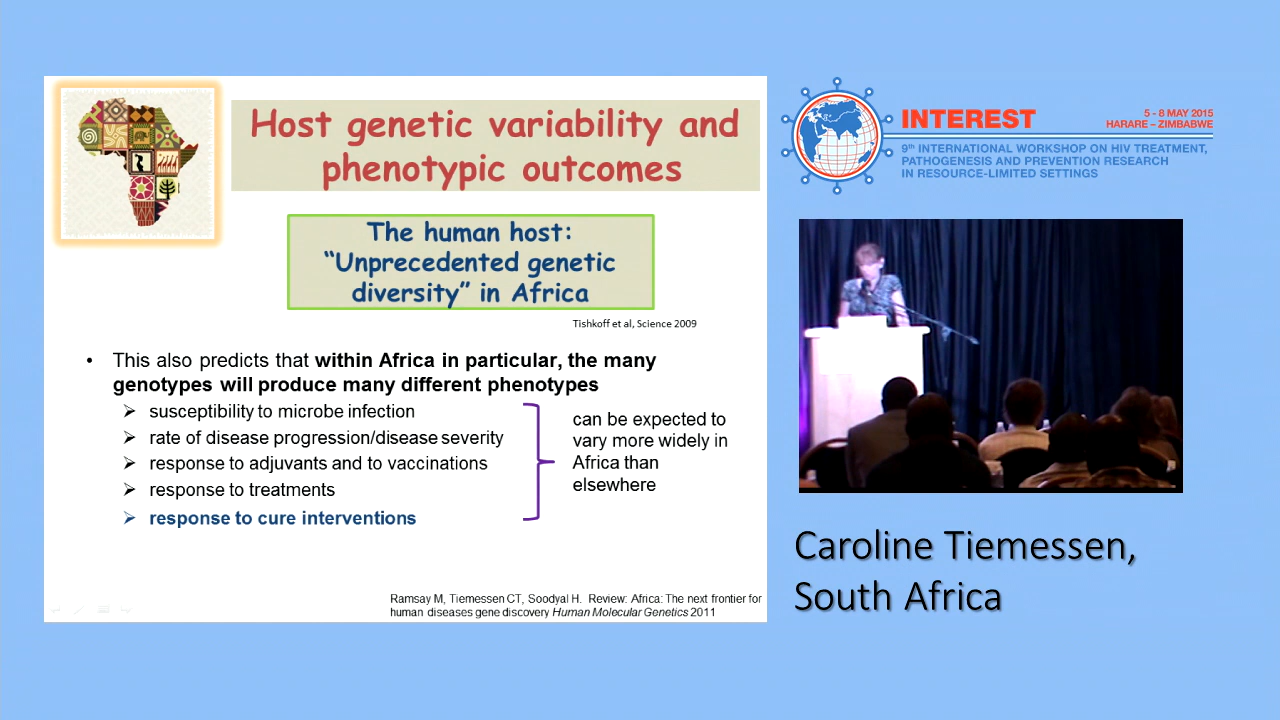 Host genetic variability and
phenotypic outcomes
The human host:
“Unprecedented genetic
diversity” in Africa
Tishkoff et al, Science 2009
• This also predicts that within Africa in particular, the many
genotypes will produce many different phenotypes
➢ susceptibility to microbe infection
➢ rate of disease progression/disease severity
➢ response to adjuvants and to vaccinations
➢ response to treatments
➢ response to cure interventions
can be expected to
vary more widely in
Africa than
elsewhere
Ramsay M, Tiemessen CT, Soodyal H. Review: Africa: The next frontier for
human diseases gene discovery Human Molecular Genetics 2011
INTEREST
5 - 8 MAY 2015
HARARE – ZIMBABWE
9th INTERNATIONAL WORKSHOP ON HIV TREATMENT,
PATHOGENESIS AND PREVENTION RESEARCH
IN RESOURCE-LIMITED SETTINGS
Caroline Tiemessen,
South Africa